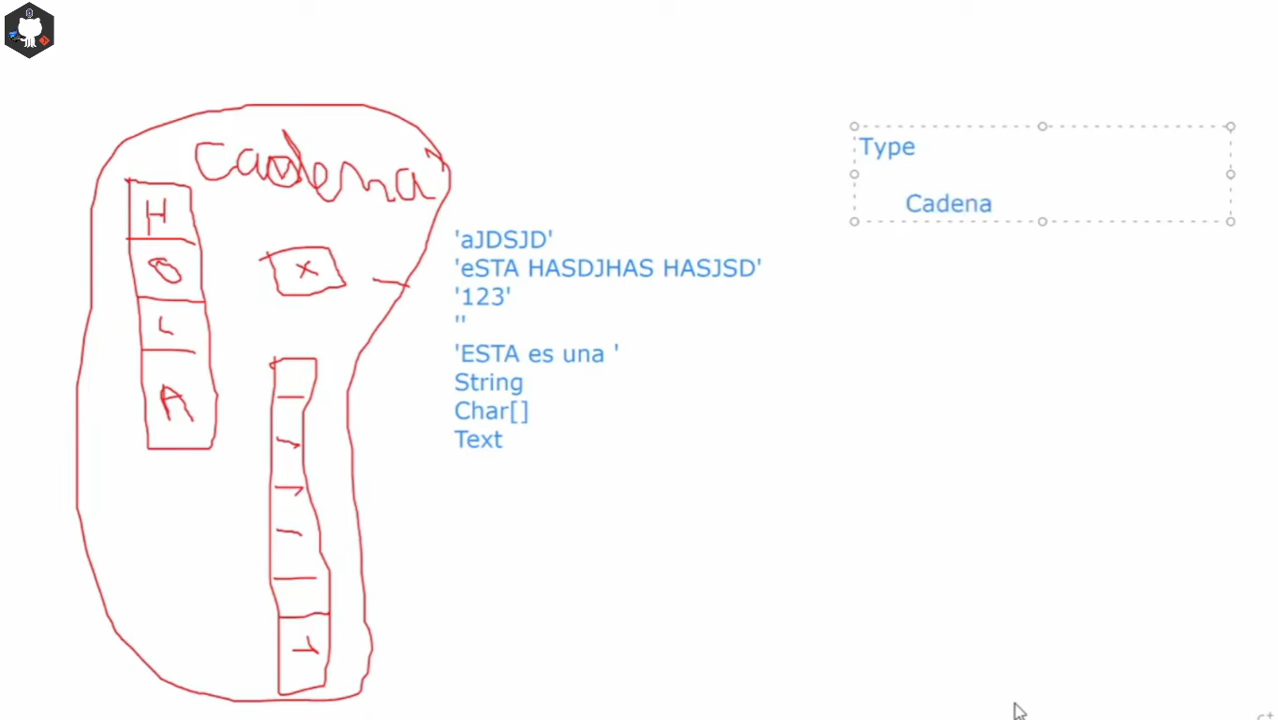 cadena
H
O
L
A
X
'aJDSJD'
'eSTA HASDJHAS HASJSD'
'123'
''
'ESTA es una '
String
Char[]
Text
Type
Cadena